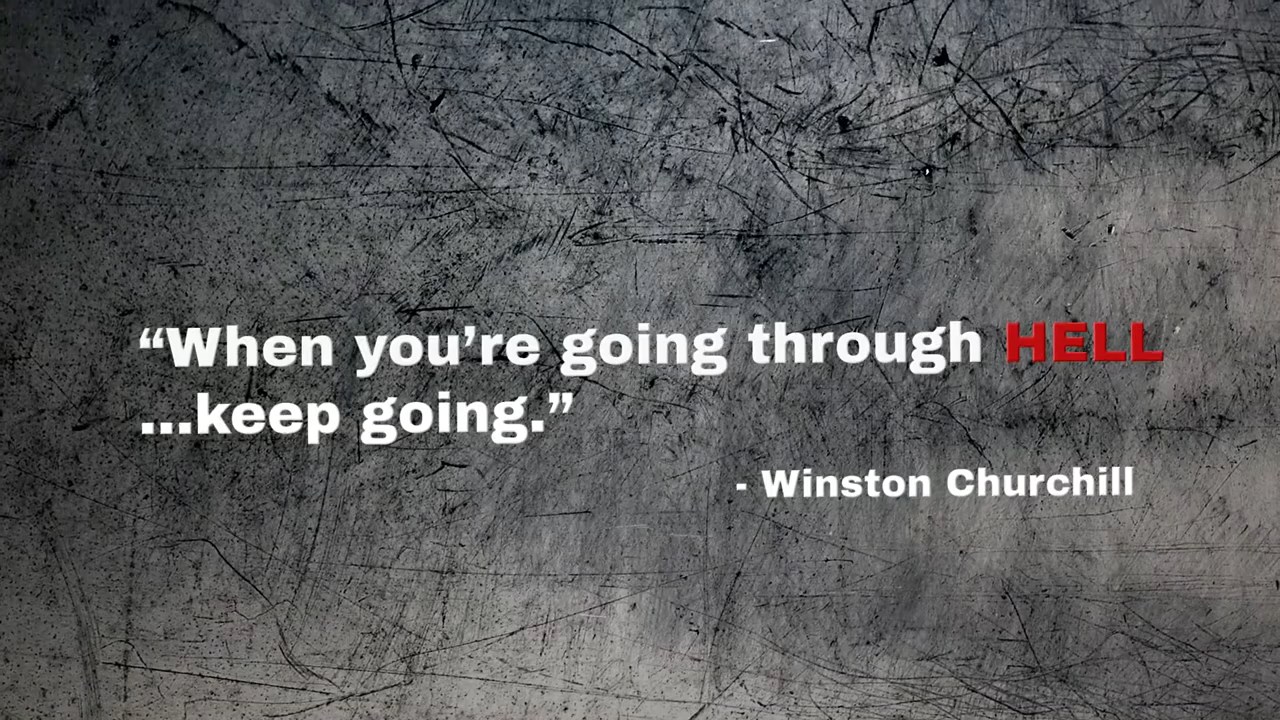 “When you’re going through HELL
...keep going.”
- Winston Churchill